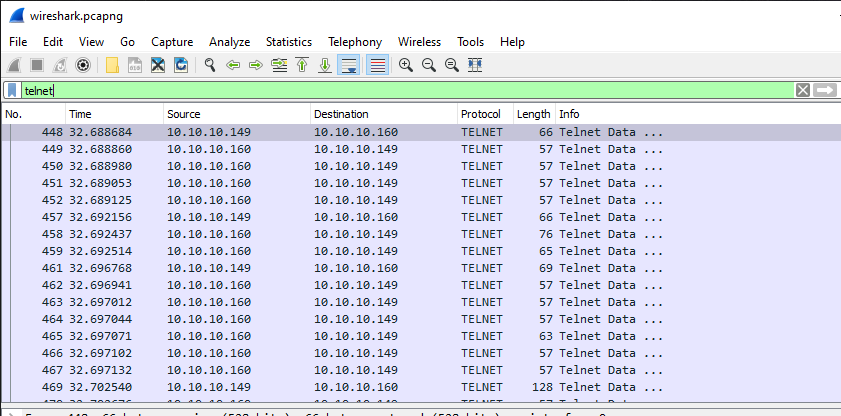 wireshark.pcapng
File Edit View Go Capture Analyze Statistics Telephony Wireless Tools Help
telnet
No. Time Source Destination Protocol Length Info
448 32.688684 10.10.10.149 10.10.10.160 TELNET 66 Telnet Data ...
449 32.688860 10.10.10.160 10.10.10.149 TELNET 57 Telnet Data ...
450 32.688980 10.10.10.160 10.10.10.149 TELNET 57 Telnet Data ...
451 32.689053 10.10.10.160 10.10.10.149 TELNET 57 Telnet Data ...
452 32.689125 10.10.10.160 10.10.10.149 TELNET 57 Telnet Data ...
457 32.692156 10.10.10.149 10.10.10.160 TELNET 66 Telnet Data ...
458 32.692437 10.10.10.160 10.10.10.149 TELNET 76 Telnet Data ...
459 32.692514 10.10.10.160 10.10.10.149 TELNET 65 Telnet Data ...
461 32.696768 10.10.10.149 10.10.10.160 TELNET 69 Telnet Data ...
462 32.696941 10.10.10.160 10.10.10.149 TELNET 57 Telnet Data ...
463 32.697012 10.10.10.160 10.10.10.149 TELNET 57 Telnet Data ...
464 32.697044 10.10.10.160 10.10.10.149 TELNET 57 Telnet Data ...
465 32.697071 10.10.10.160 10.10.10.149 TELNET 63 Telnet Data ...
466 32.697102 10.10.10.160 10.10.10.149 TELNET 57 Telnet Data ...
467 32.697132 10.10.10.160 10.10.10.149 TELNET 57 Telnet Data ...
469 32.702540 10.10.10.149 10.10.10.160 TELNET 128 Telnet Data ...